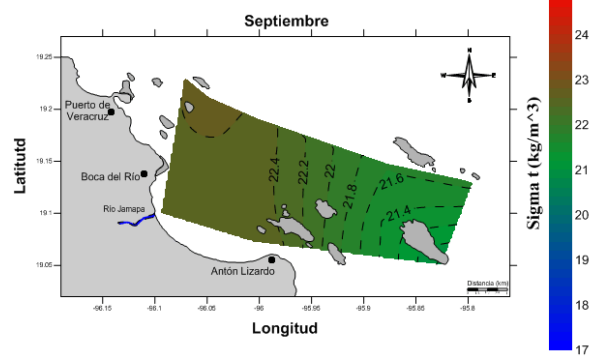 Septiembre
19.25
19.2
19.15
19.1
19.05
Latitutd
Puerto de
Veracruz
Boca del Río
Río Jamapa
Antón Lizardo
22.4
22.2
22
21.8
21.6
21.4
N
W
E
S
Distancia (km)
-96.15
-96.1
-96.05
-96
-95.95
-95.9
-95.85
-95.8
Longitud
Sigma t (kg/m^3)
24
23
22
21
20
19
18
17